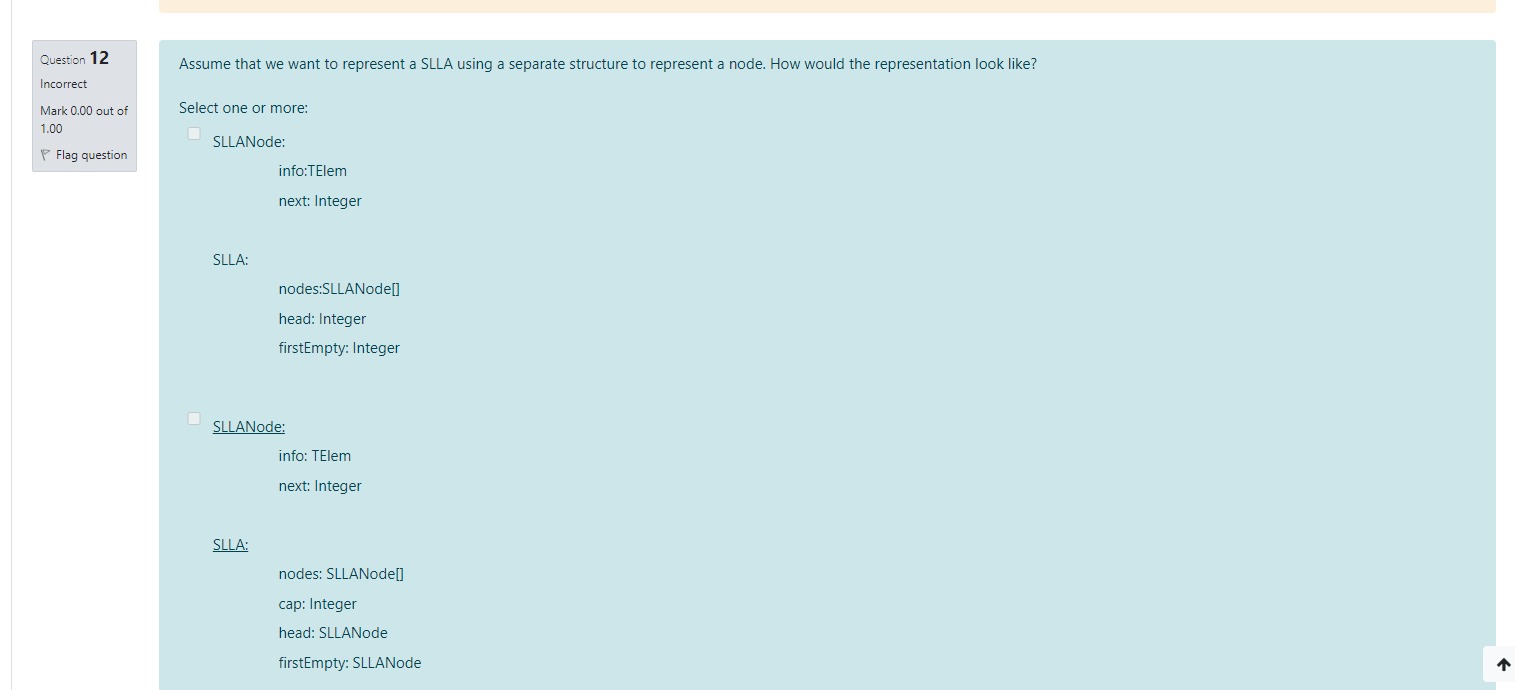 Question 12
Incorrect
Mark 0.00 out of
1.00
Flag question
Assume that we want to represent a SLLA using a separate structure to represent a node. How would the representation look like?
Select one or more:
SLLANode:
info:TElem
next: Integer
SLLA:
nodes:SLLANode[]
head: Integer
firstEmpty: Integer
SLLANode:
info: TElem
next: Integer
SLLA:
nodes: SLLANode[]
cap: Integer
head: SLLANode
firstEmpty: SLLANode